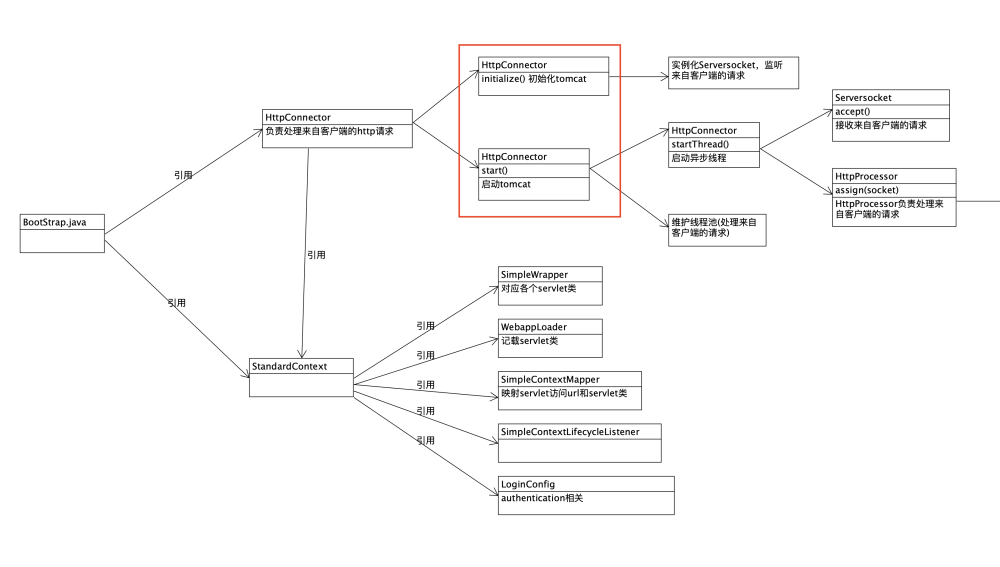 HttpConnector
initialize() 初始化tomcat
实例化Serversocket，监听
来自客户端的请求
Serversocket
accept()
接收来自客户端的请求
HttpConnector
负责处理来自客户端的http请求
HttpConnector
startThread()
启动异步线程
HttpConnector
start()
启动tomcat
引用
HttpProcessor
assign(socket)
HttpProcessor负责处理来
自客户端的请求
BootStrap.java
维护线程池(处理来自
客户端的请求)
引用
SimpleWrapper
对应各个servlet类
引用
引用
WebappLoader
记载servlet类
引用
StandardContext
SimpleContextMapper
映射servlet访问url和servlet类
引用
引用
SimpleContextLifecycleListener
引用
LoginConfig
authentication相关